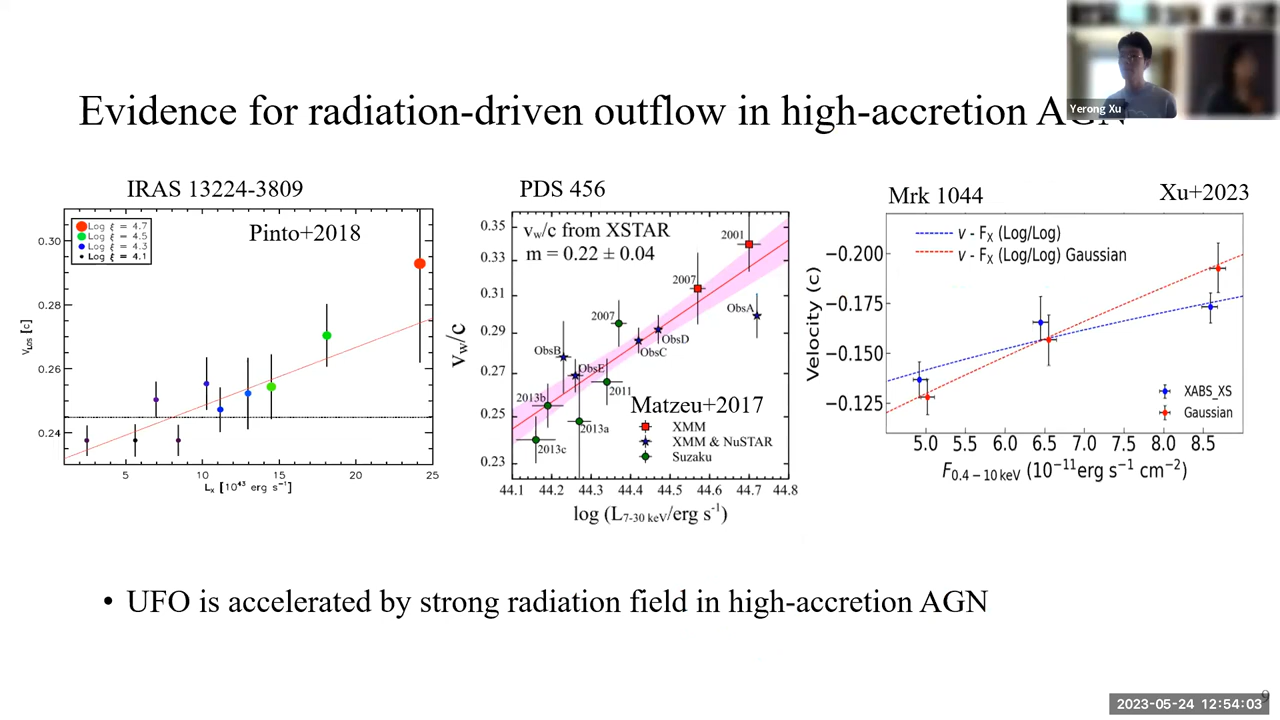 Yerong Xu
Evidence for radiation-driven outflow in high-accretion AGN
IRAS 13224-3809
Pinto+2018
Log ξ = 4.7
Log ξ = 4.5
Log ξ = 4.3
Log ξ = 4.1
0.30
0.28
0.26
0.24
v_LOS [c]
5 10 15 20 25
L_X [10^43 erg s^-1]
PDS 456
v_w/c from XSTAR
m = 0.22 ± 0.04
0.35
0.33
0.31
0.29
0.27
0.25
0.23
v_w/c
2001
2007
ObsA
2007
ObsD
ObsC
ObsB
ObsE
2011
2013b
2013a
2013c
Matzeu+2017
XMM
XMM & NuSTAR
Suzaku
44.1 44.2 44.3 44.4 44.5 44.6 44.7 44.8
log (L_7-30 keV/erg s^-1)
Mrk 1044
Xu+2023
v - F_X (Log/Log)
v - F_X (Log/Log) Gaussian
−0.200
−0.175
−0.150
−0.125
Velocity (c)
XABS_XS
Gaussian
5.0 5.5 6.0 6.5 7.0 7.5 8.0 8.5
F_0.4−10 keV (10^−11 erg s^−1 cm^−2)
• UFO is accelerated by strong radiation field in high-accretion AGN
9
2023-05-24 12:54:03